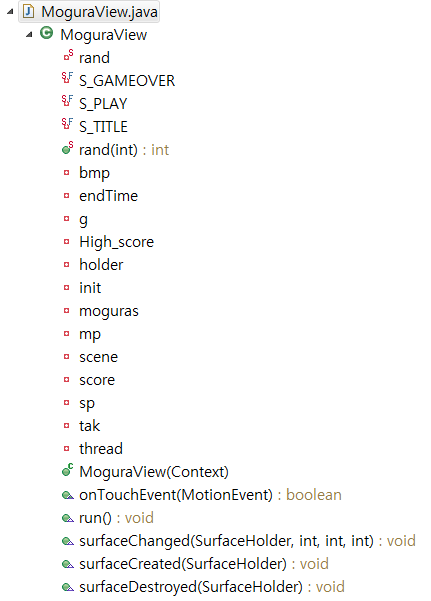 MoguraView.java
MoguraView
rand
S_GAMEOVER
S_PLAY
S_TITLE
rand(int) : int
bmp
endTime
g
High_score
holder
init
moguras
mp
scene
score
sp
tak
thread
MoguraView(Context)
onTouchEvent(MotionEvent) : boolean
run() : void
surfaceChanged(SurfaceHolder, int, int, int) : void
surfaceCreated(SurfaceHolder) : void
surfaceDestroyed(SurfaceHolder) : void